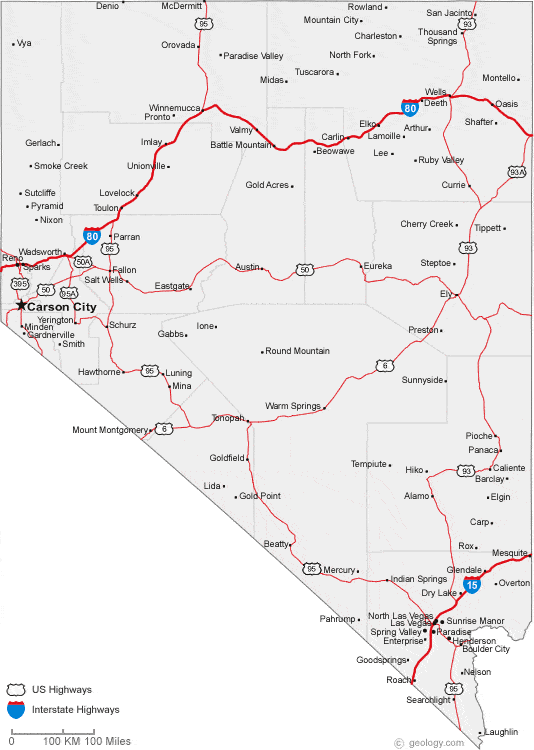 Denio
McDermitt
Rowland
San Jacinto
Mountain City
95
93
Vya
Orovada
Charleston
Thousand
Springs
Paradise Valley
North Fork
Tuscarora
Midas
Montello
Wells
Winnemucca
80
Deeth
Oasis
Pronto
Elko
Shafter
Valmy
Arthur
Carlin
Lamoille
Gerlach
Imlay
Battle Mountain
Beowawe
Lee
Smoke Creek
Unionville
Ruby Valley
93A
Gold Acres
Currie
Sutcliffe
Lovelock
Pyramid
Toulon
Nixon
Cherry Creek
Tippett
80
Parran
95
93
Wadsworth
Reno
50A
Steptoe
Sparks
Fallon
Austin
50
Eureka
395
Salt Wells
50
95A
Eastgate
Ely
Carson City
Yerington
Minden
Schurz
Ione
Preston
Gardnerville
Gabbs
Smith
Round Mountain
6
Hawthorne
95
Luning
Sunnyside
Mina
Warm Springs
Tonopah
Mount Montgomery
6
Pioche
Panaca
Goldfield
Tempiute
Hiko
93
Caliente
Barclay
Lida
Gold Point
Alamo
Elgin
Carp
Beatty
Rox
Mesquite
95
Mercury
Glendale
Indian Springs
15
Overton
Dry Lake
Pahrump
North Las Vegas
Las Vegas
Sunrise Manor
Spring Valley
Paradise
Enterprise
Henderson
Boulder City
Goodsprings
Nelson
Roach
95
Searchlight
Laughlin
US Highways
Interstate Highways
0
100 KM
100 Miles
© geology.com